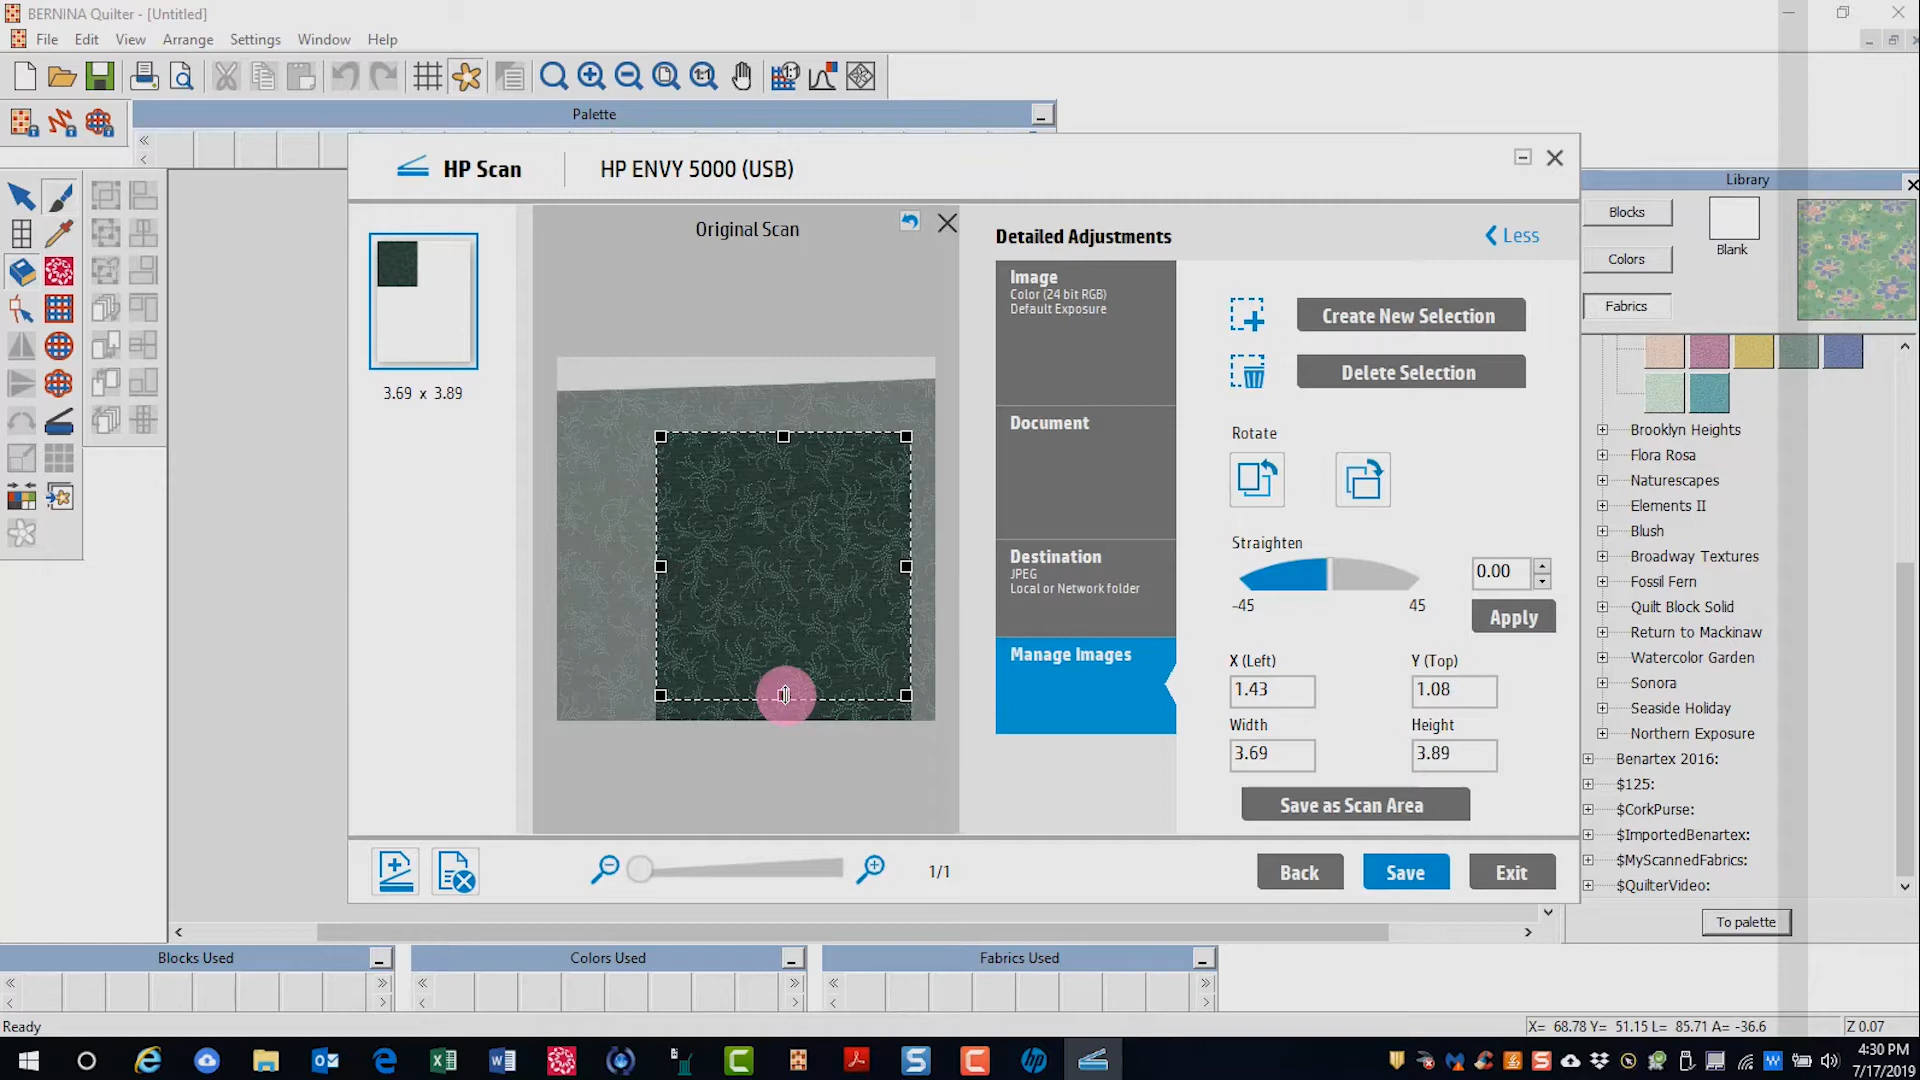 BERNINA Quilter - [Untitled]
File Edit View Arrange Settings Window Help
Palette
HP Scan
HP ENVY 5000 (USB)
Original Scan
3.69 x 3.89
Detailed Adjustments
Less
Image
Color (24 bit RGB)
Default Exposure
Document
Destination
JPEG
Local or Network folder
Manage Images
Create New Selection
Delete Selection
Rotate
Straighten
0.00
-45
45
Apply
X (Left)
Y (Top)
1.43
1.08
Width
Height
3.69
3.89
Save as Scan Area
1/1
Back
Save
Exit
Library
Blocks
Colors
Fabrics
Blank
Brooklyn Heights
Flora Rosa
Naturescapes
Elements II
Blush
Broadway Textures
Fossil Fern
Quilt Block Solid
Return to Mackinaw
Watercolor Garden
Sonora
Seaside Holiday
Northern Exposure
Benartex 2016:
$125:
$CorkPurse:
$ImportedBenartex:
$MyScannedFabrics:
$QuilterVideo:
To palette
Blocks Used
Colors Used
Fabrics Used
Ready
X= 68.78 Y= 51.15 L= 85.71 A= -36.6
Z 0.07
4:30 PM
7/17/2019